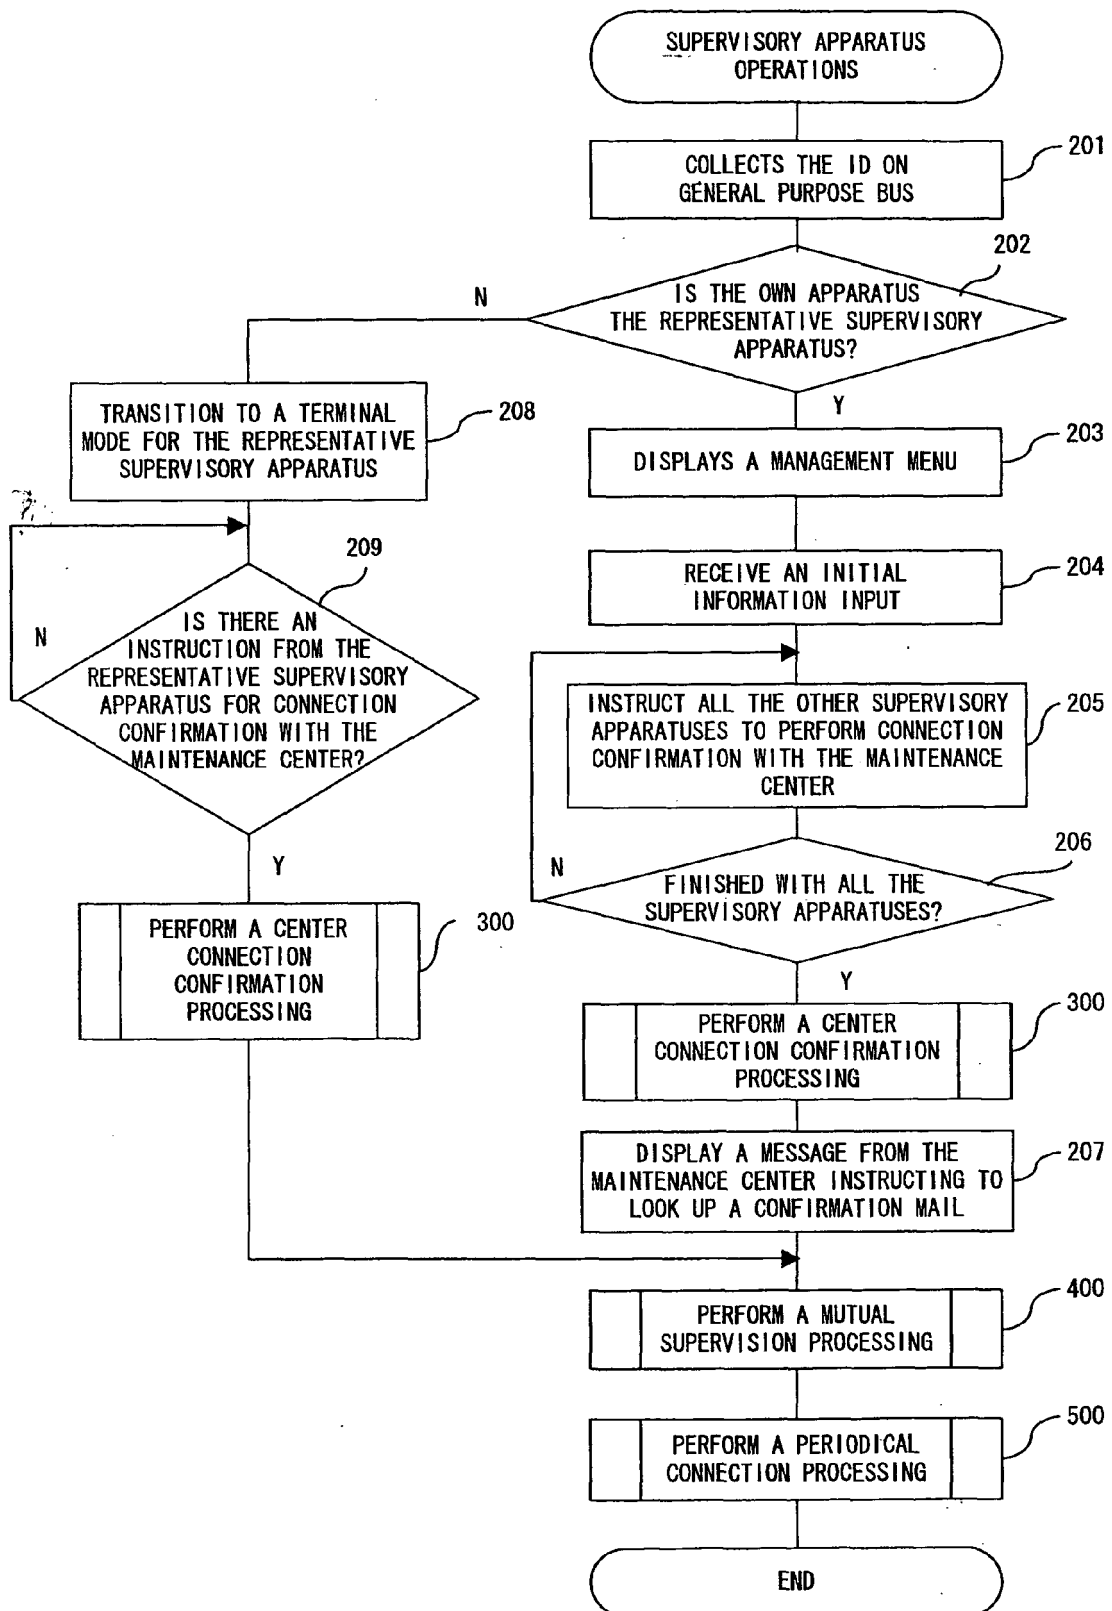 SUPERVISORY APPARATUS
OPERATIONS
201
COLLECTS THE ID ON
GENERAL PURPOSE BUS
202
N
IS THE OWN APPARATUS
THE REPRESENTATIVE SUPERVISORY
APPARATUS?
Y
208
TRANSITION TO A TERMINAL
MODE FOR THE REPRESENTATIVE
SUPERVISORY APPARATUS
203
DISPLAYS A MANAGEMENT MENU
204
RECEIVE AN INITIAL
INFORMATION INPUT
209
N
IS THERE AN
INSTRUCTION FROM THE
REPRESENTATIVE SUPERVISORY
APPARATUS FOR CONNECTION
CONFIRMATION WITH THE
MAINTENANCE CENTER?
Y
205
INSTRUCT ALL THE OTHER SUPERVISORY
APPARATUSES TO PERFORM CONNECTION
CONFIRMATION WITH THE MAINTENANCE
CENTER
206
N
FINISHED WITH ALL THE
SUPERVISORY APPARATUSES?
Y
300
PERFORM A CENTER
CONNECTION
CONFIRMATION
PROCESSING
300
PERFORM A CENTER
CONNECTION CONFIRMATION
PROCESSING
207
DISPLAY A MESSAGE FROM THE
MAINTENANCE CENTER INSTRUCTING TO
LOOK UP A CONFIRMATION MAIL
400
PERFORM A MUTUAL
SUPERVISION PROCESSING
500
PERFORM A PERIODICAL
CONNECTION PROCESSING
END